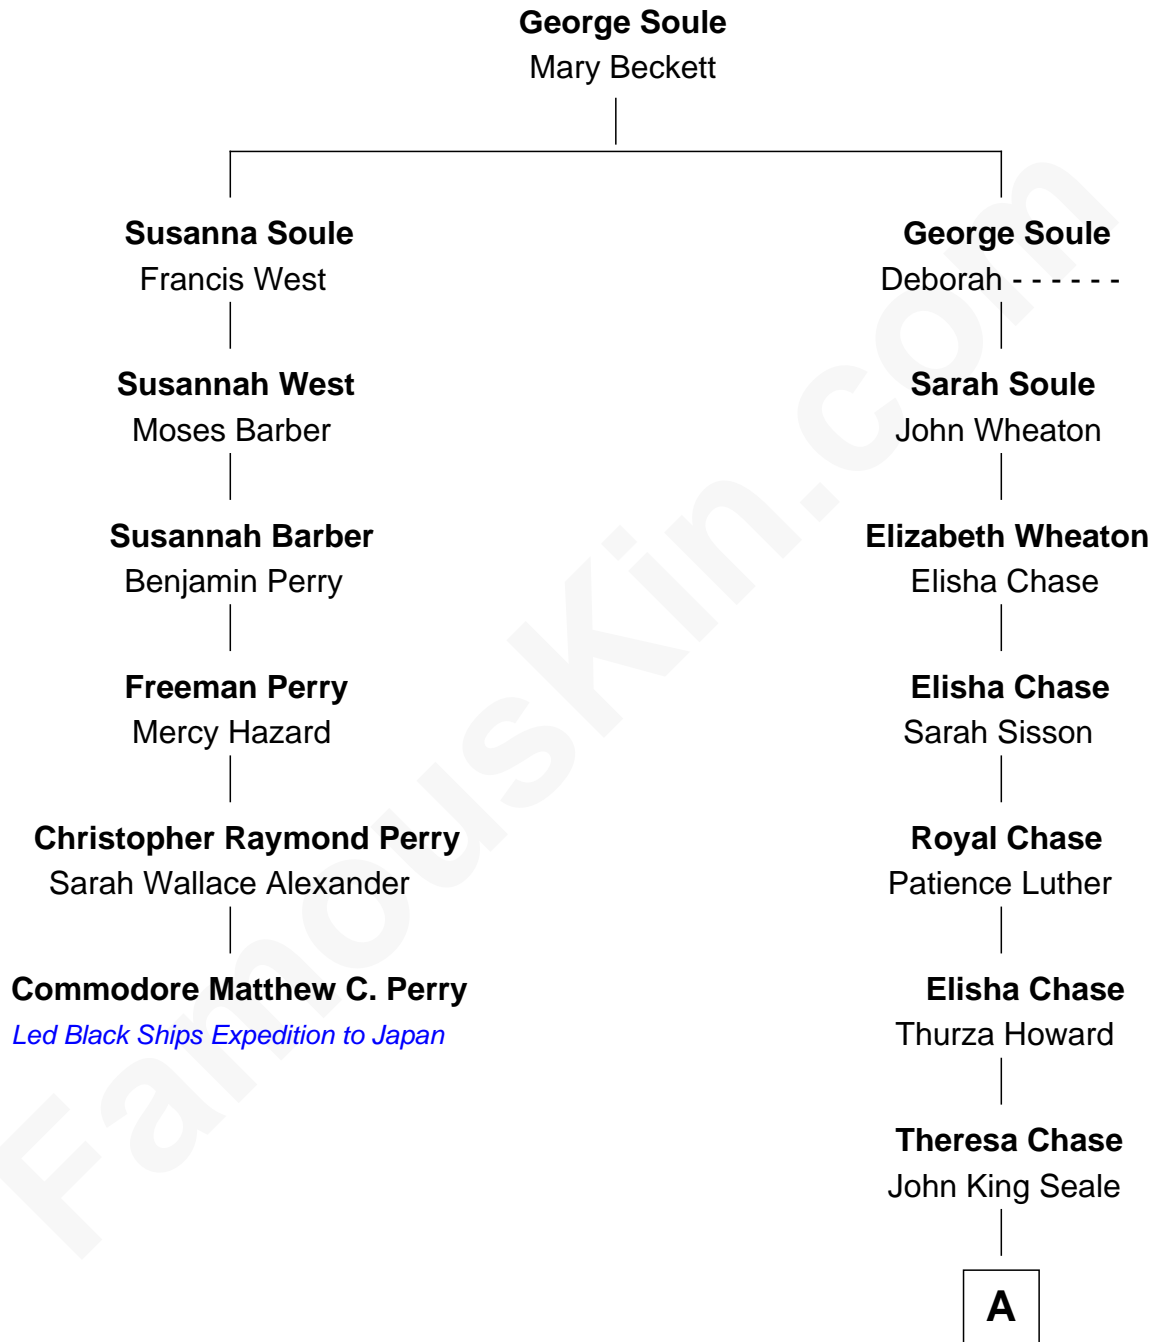 George Soule
Mary Beckett
Susanna Soule
Francis West
George Soule
Deborah - - - - - -
Susannah West
Moses Barber
Sarah Soule
John Wheaton
Susannah Barber
Benjamin Perry
Elizabeth Wheaton
Elisha Chase
Freeman Perry
Mercy Hazard
Elisha Chase
Sarah Sisson
Christopher Raymond Perry
Sarah Wallace Alexander
Royal Chase
Patience Luther
Commodore Matthew C. Perry
Led Black Ships Expedition to Japan
Elisha Chase
Thurza Howard
Theresa Chase
John King Seale
A
FamousKin.com